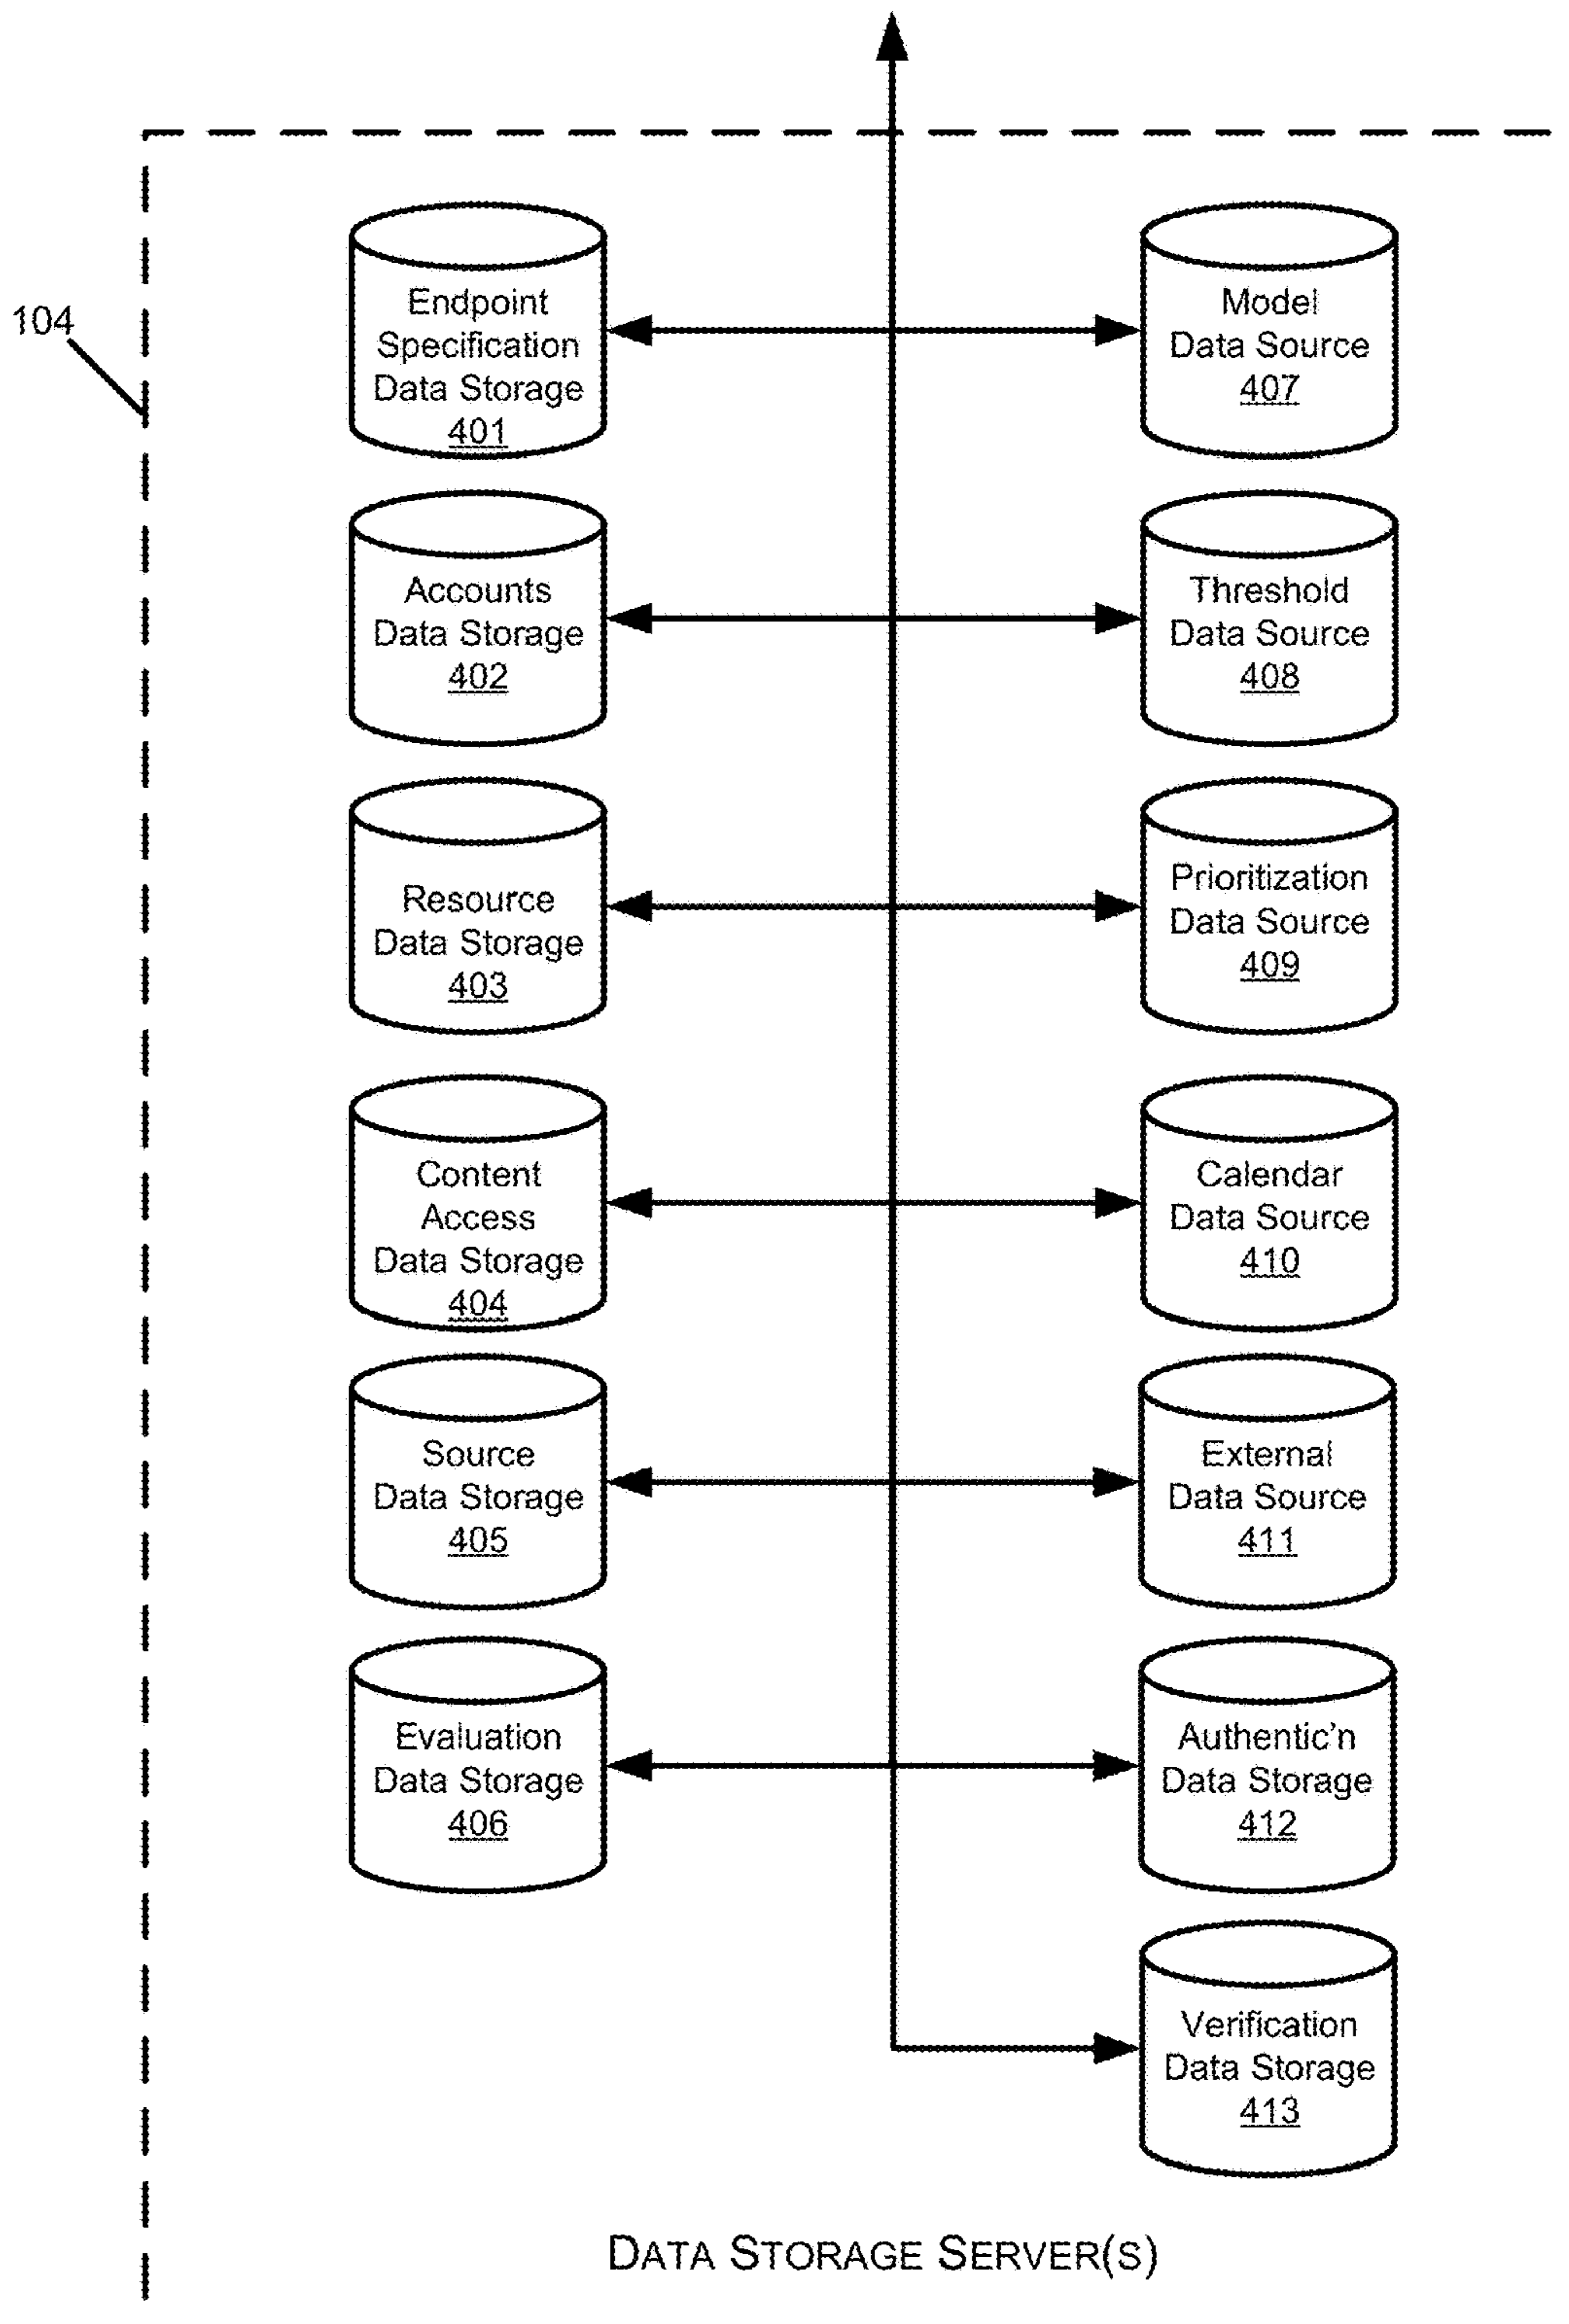 104
Endpoint
Specification
Data Storage
401
Model
Data Source
407
Accounts
Data Storage
402
Threshold
Data Source
408
Resource
Data Storage
403
Prioritization
Data Source
409
Content
Access
Data Storage
404
Calendar
Data Source
410
Source
Data Storage
405
External
Data Source
411
Evaluation
Data Storage
406
Authentic’n
Data Storage
412
Verification
Data Storage
413
DATA STORAGE SERVER(S)